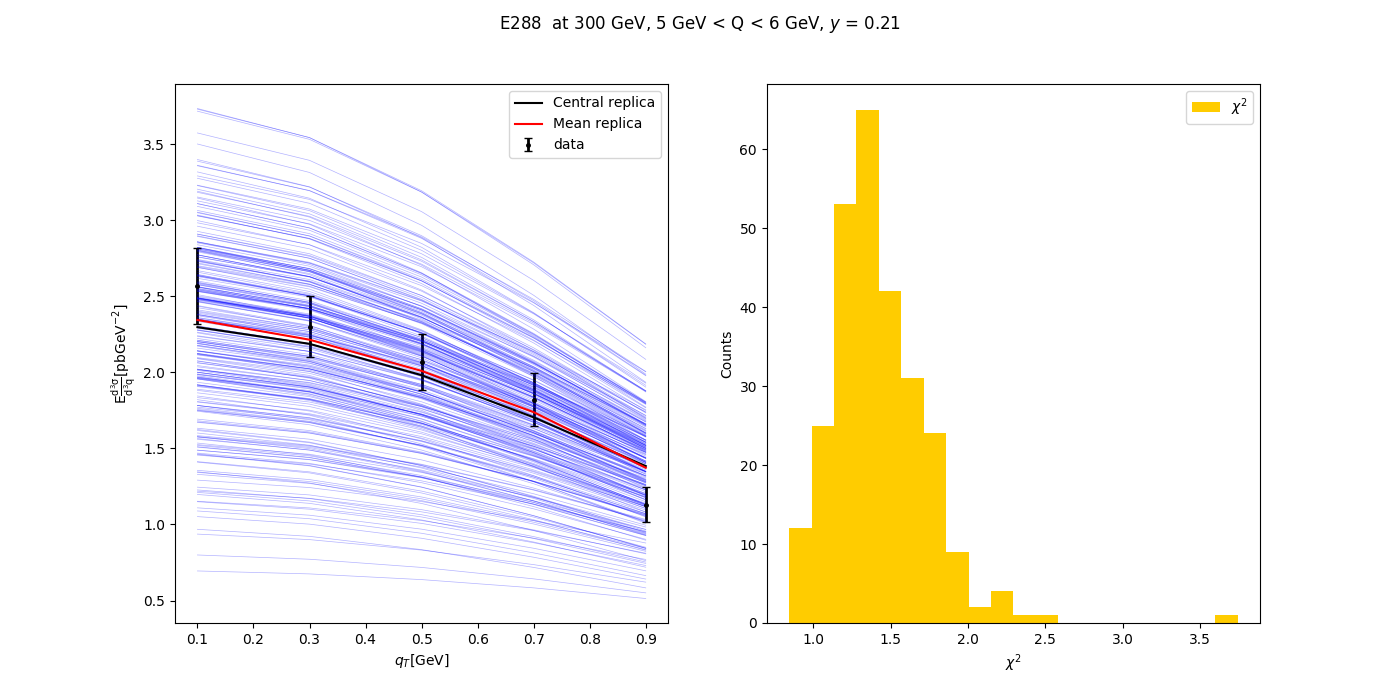 E288  at 300 GeV, 5 GeV < Q < 6 GeV, y = 0.21
E d³σ/d³q [pbGeV⁻²]
3.5
3.0
2.5
2.0
1.5
1.0
0.5
0.1 0.2 0.3 0.4 0.5 0.6 0.7 0.8 0.9
q_T[GeV]
Central replica
Mean replica
data
Counts
60
50
40
30
20
10
0
1.0 1.5 2.0 2.5 3.0 3.5
χ²
χ²